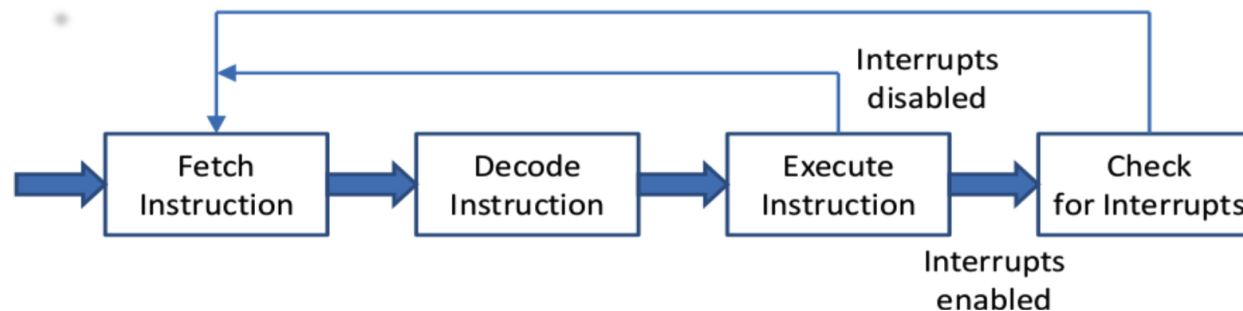 Interrupts
disabled
Fetch
Instruction
Decode
Instruction
Execute
Instruction
Check
for Interrupts
Interrupts
enabled